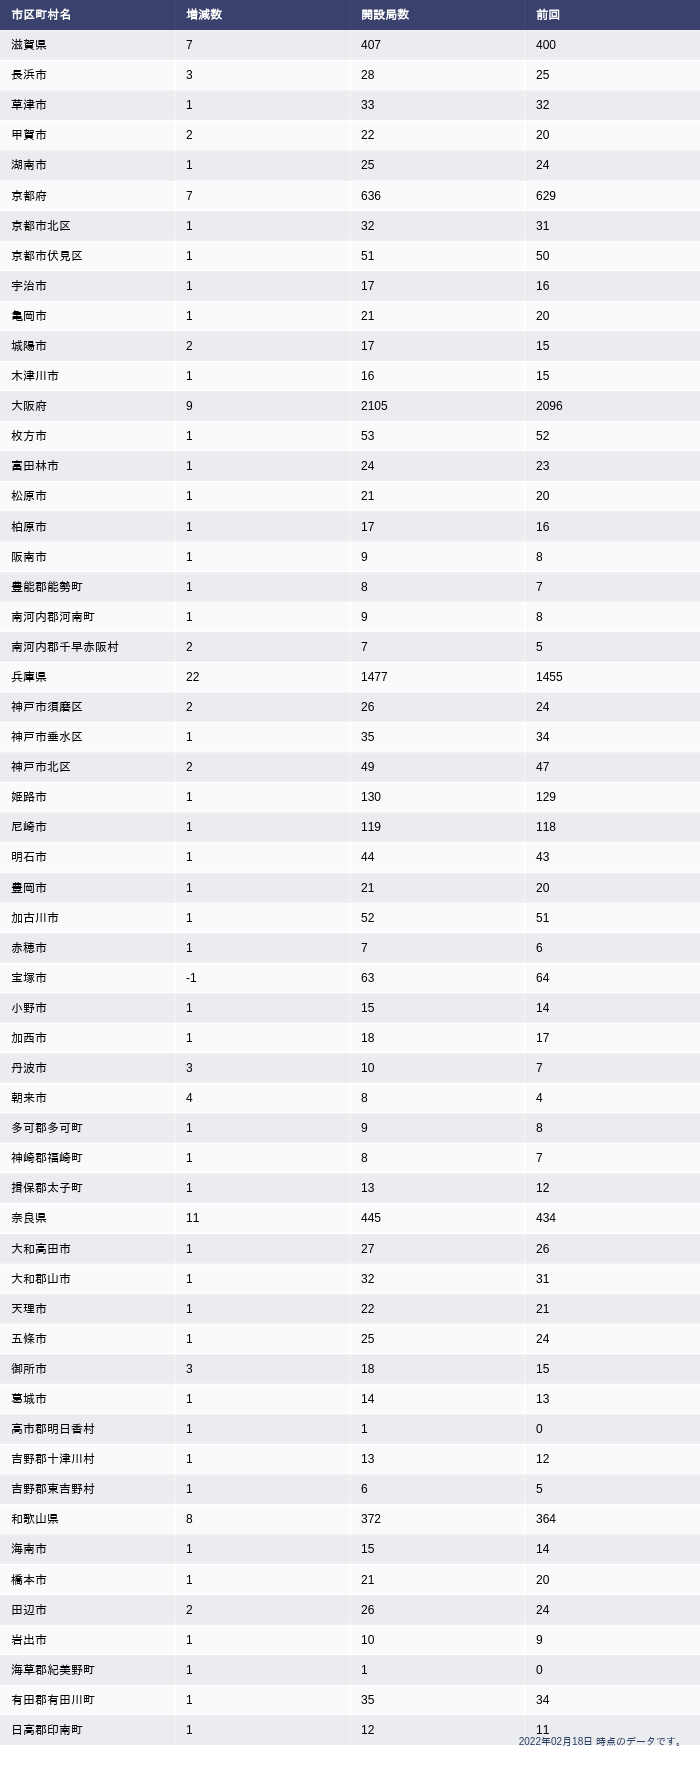 市区町村名 増減数 開設局数 前回
滋賀県 7 407 400
長浜市 3 28 25
草津市 1 33 32
甲賀市 2 22 20
湖南市 1 25 24
京都府 7 636 629
京都市北区 1 32 31
京都市伏見区 1 51 50
宇治市 1 17 16
亀岡市 1 21 20
城陽市 2 17 15
木津川市 1 16 15
大阪府 9 2105 2096
枚方市 1 53 52
富田林市 1 24 23
松原市 1 21 20
柏原市 1 17 16
阪南市 1 9 8
豊能郡能勢町 1 8 7
南河内郡河南町 1 9 8
南河内郡千早赤阪村 2 7 5
兵庫県 22 1477 1455
神戸市須磨区 2 26 24
神戸市垂水区 1 35 34
神戸市北区 2 49 47
姫路市 1 130 129
尼崎市 1 119 118
明石市 1 44 43
豊岡市 1 21 20
加古川市 1 52 51
赤穂市 1 7 6
宝塚市 -1 63 64
小野市 1 15 14
加西市 1 18 17
丹波市 3 10 7
朝来市 4 8 4
多可郡多可町 1 9 8
神崎郡福崎町 1 8 7
揖保郡太子町 1 13 12
奈良県 11 445 434
大和高田市 1 27 26
大和郡山市 1 32 31
天理市 1 22 21
五條市 1 25 24
御所市 3 18 15
葛城市 1 14 13
高市郡明日香村 1 1 0
吉野郡十津川村 1 13 12
吉野郡東吉野村 1 6 5
和歌山県 8 372 364
海南市 1 15 14
橋本市 1 21 20
田辺市 2 26 24
岩出市 1 10 9
海草郡紀美野町 1 1 0
有田郡有田川町 1 35 34
日高郡印南町 1 12 11
2022年02月18日 時点のデータです。